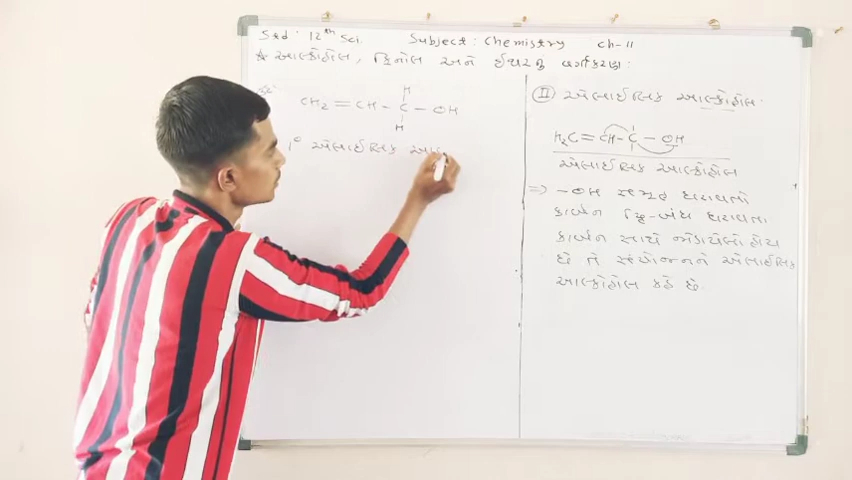 Std : 12th Sci. Subject : Chemistry ch-11
* આલ્કોહોલ, ફિનોલ અને ઈથરનુ વર્ગીકરણ :
H
CH2 = CH - C - OH
H
1° એલાઈલિક આલ
II એલાઈલિક આલ્કોહોલ.
H2C = CH - C - OH
એલાઈલિક આલ્કોહોલ
⇒ -OH સમૂહ ધરાવતો
કાર્બન દ્વિ-બંધ ધરાવતા
કાર્બન સાથે જોડાયેલો હોય
છે તે સંયોજનને એલાઈલિક
આલ્કોહોલ કહે છે.